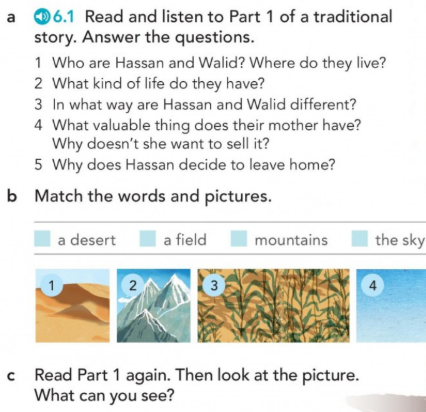 a 6.1 Read and listen to Part 1 of a traditional
story. Answer the questions.
1 Who are Hassan and Walid? Where do they live?
2 What kind of life do they have?
3 In what way are Hassan and Walid different?
4 What valuable thing does their mother have?
Why doesn't she want to sell it?
5 Why does Hassan decide to leave home?
b Match the words and pictures.
a desert a field mountains the sky
1 2 3 4
c Read Part 1 again. Then look at the picture.
What can you see?